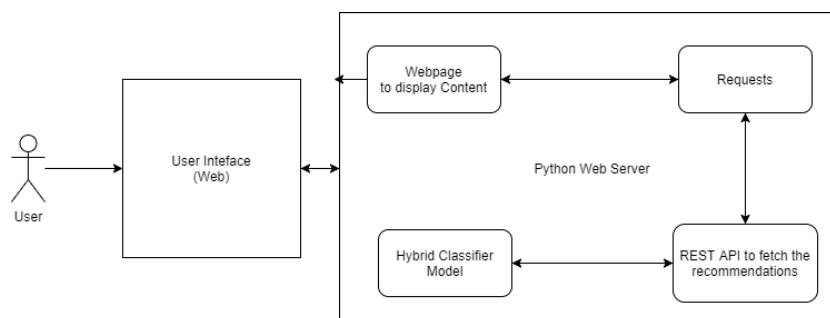 Webpage
to display Content
Requests
User Inteface
(Web)
Python Web Server
User
Hybrid Classifier
Model
REST API to fetch the
recommendations